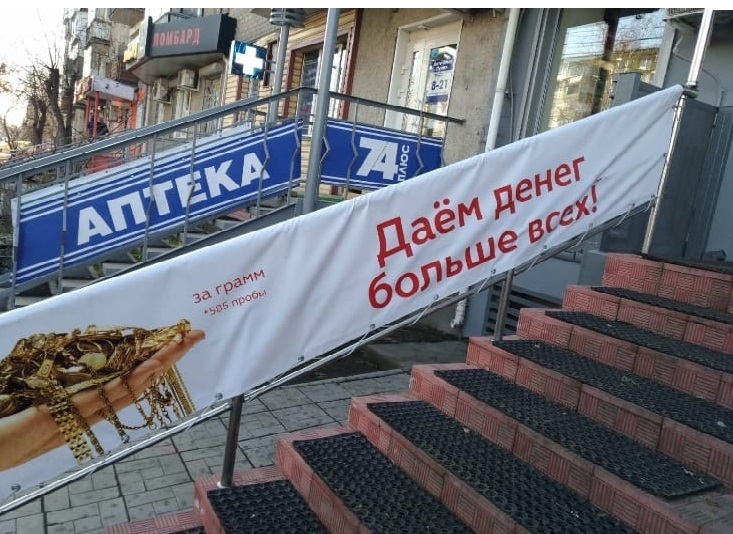 ЛОМБАРД
8-21
АПТЕКА
74
ПЛЮС
Даём денег
больше всех!
за грамм
*585 пробы